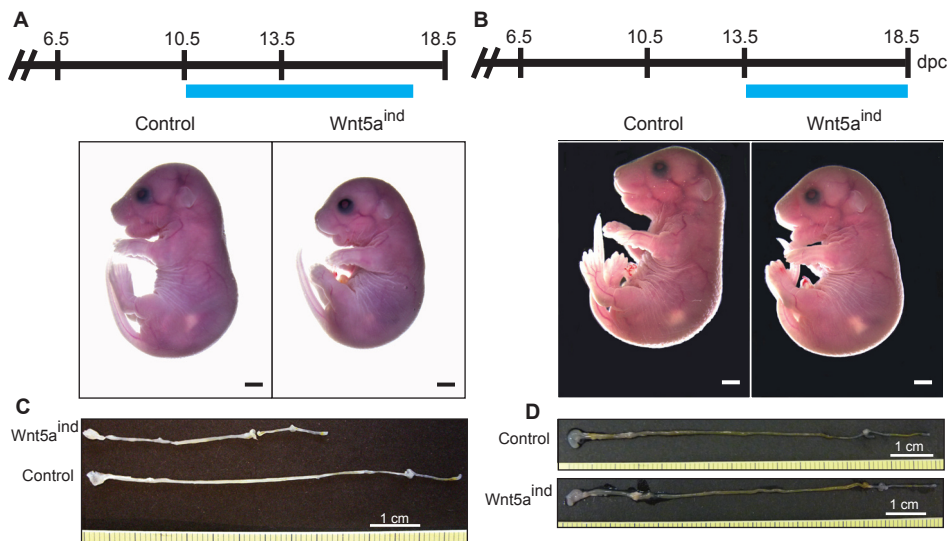 A
6.5 10.5 13.5 18.5
Control Wnt5a^ind
B
6.5 10.5 13.5 18.5
dpc
Control Wnt5a^ind
C
Wnt5a^ind
Control
1 cm
D
Control
1 cm
Wnt5a^ind
1 cm